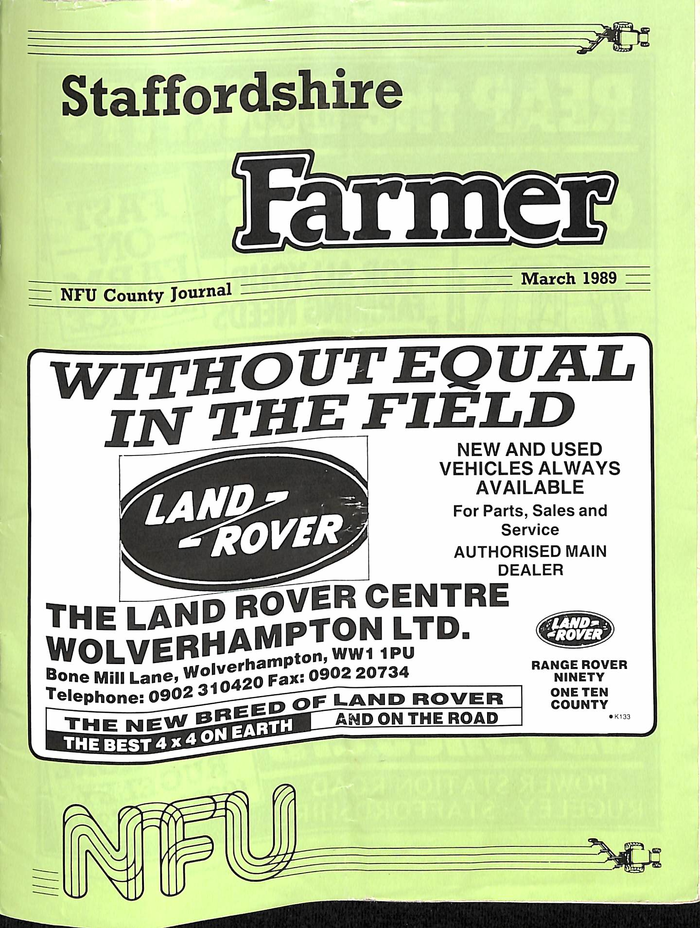 Staffordshire
Farmer
NFU County Journal
March 1989
WITHOUT EQUAL
IN THE FIELD
LAND-
-ROVER
NEW AND USED
VEHICLES ALWAYS
AVAILABLE
For Parts, Sales and
Service
AUTHORISED MAIN
DEALER
THE LAND ROVER CENTRE
WOLVERHAMPTON LTD.
Bone Mill Lane, Wolverhampton, WW1 1PU
Telephone: 0902 310420 Fax: 0902 20734
THE NEW BREED OF LAND ROVER
THE BEST 4 x 4 ON EARTH
AND ON THE ROAD
LAND-
-ROVER
RANGE ROVER
NINETY
ONE TEN
COUNTY
• K133
NFU